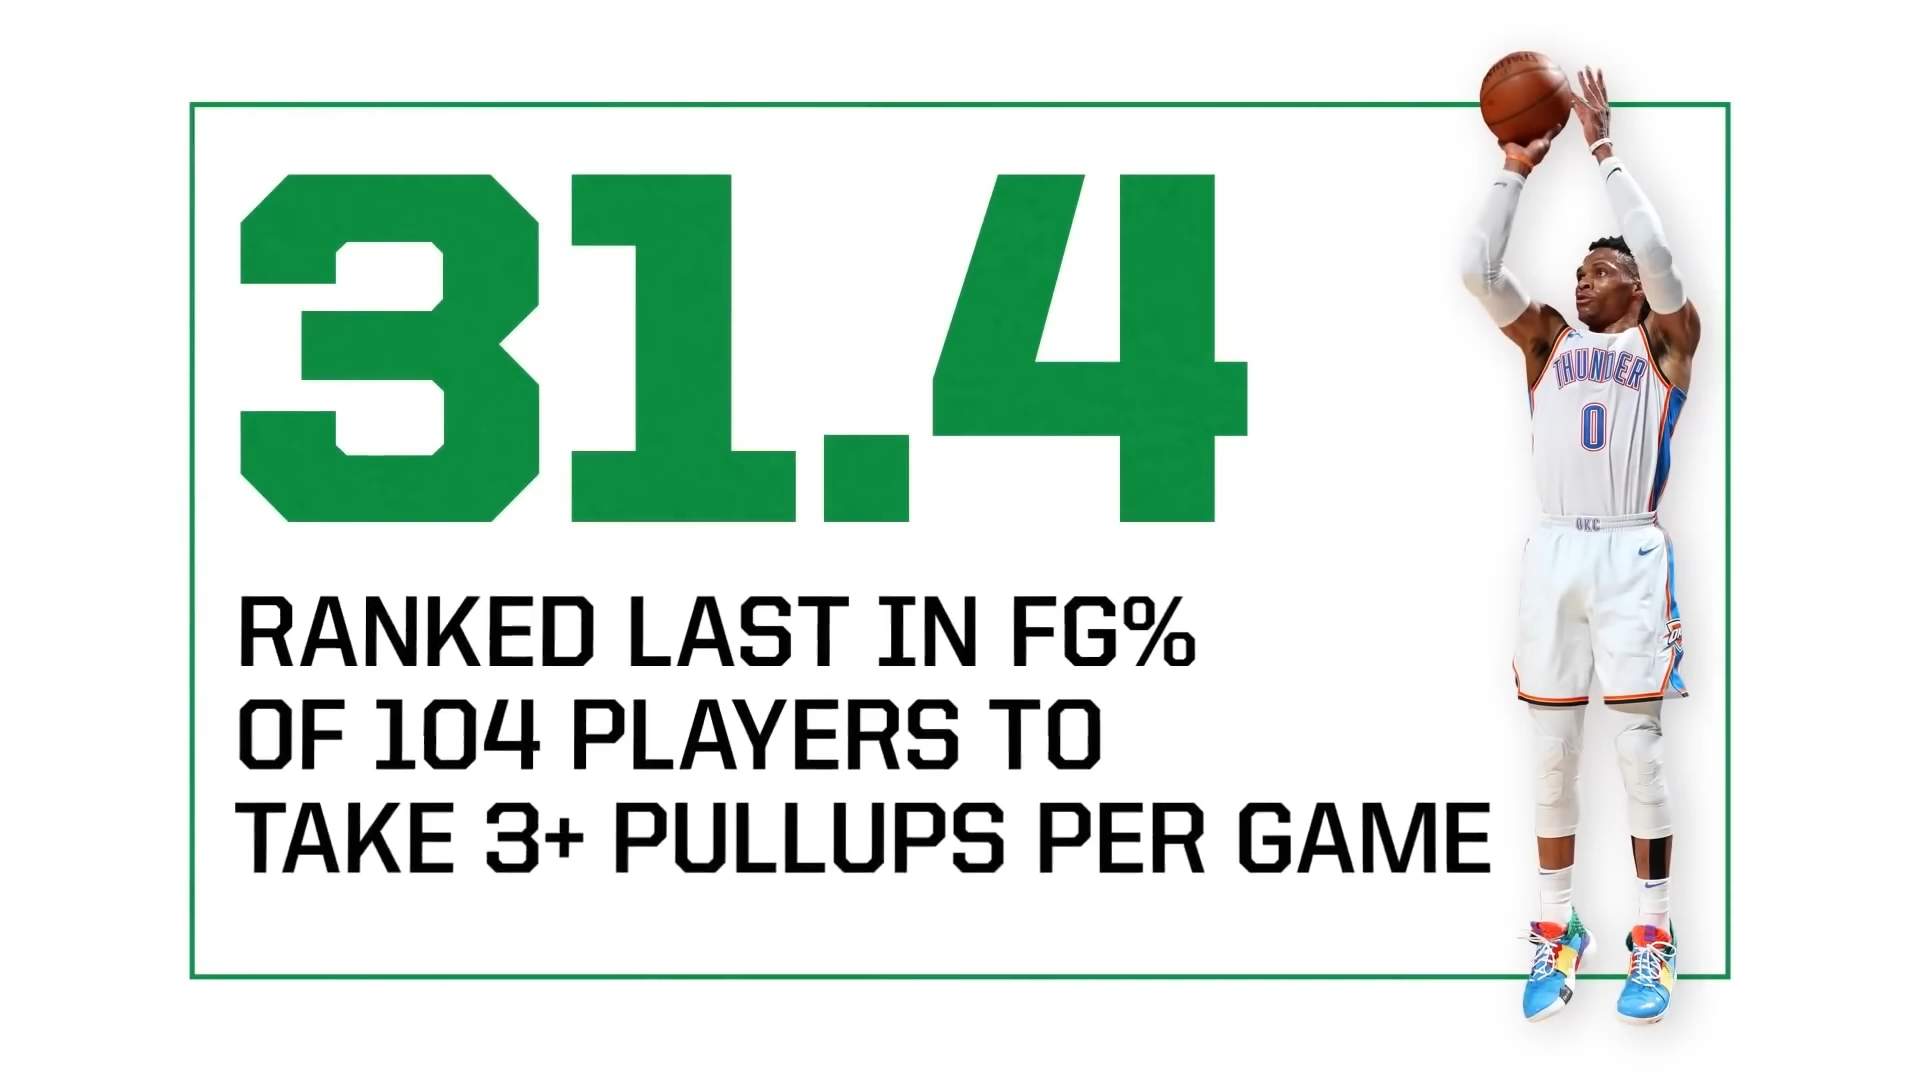 31.4
RANKED LAST IN FG%
OF 104 PLAYERS TO
TAKE 3+ PULLUPS PER GAME
THUNDER
0
OKC